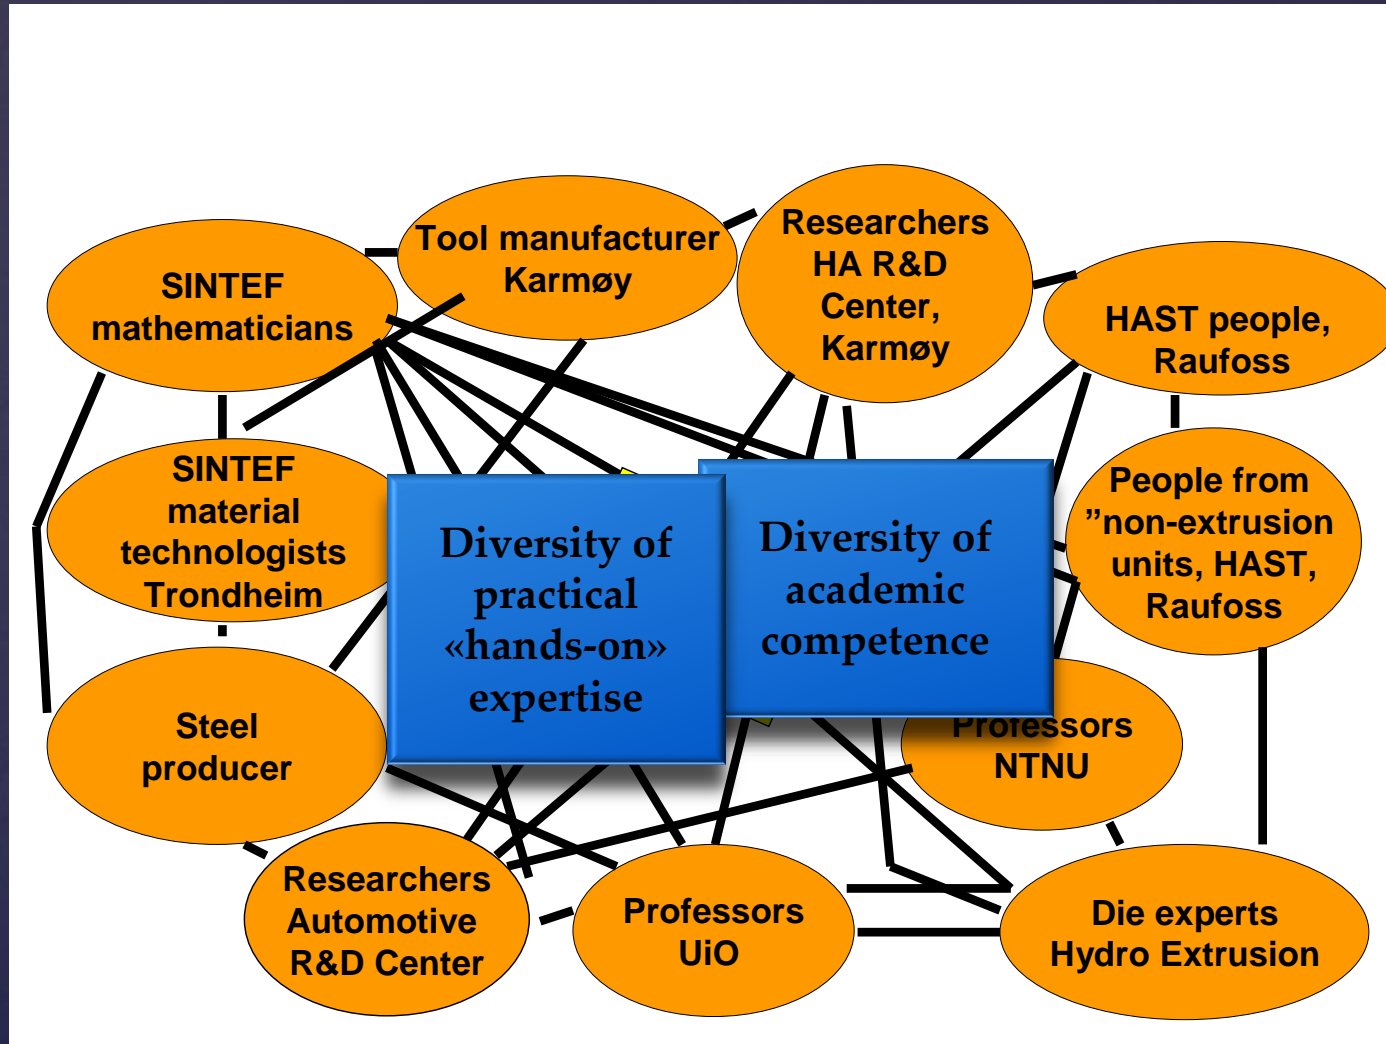 Tool manufacturer
Karmøy
Researchers
HA R&D
Center,
Karmøy
SINTEF
mathematicians
HAST people,
Raufoss
SINTEF
material
technologists
Trondheim
Diversity of
practical
«hands-on»
expertise
Diversity of
academic
competence
People from
”non-extrusion
units, HAST,
Raufoss
Steel
producer
Professors
NTNU
Researchers
Automotive
R&D Center
Professors
UiO
Die experts
Hydro Extrusion